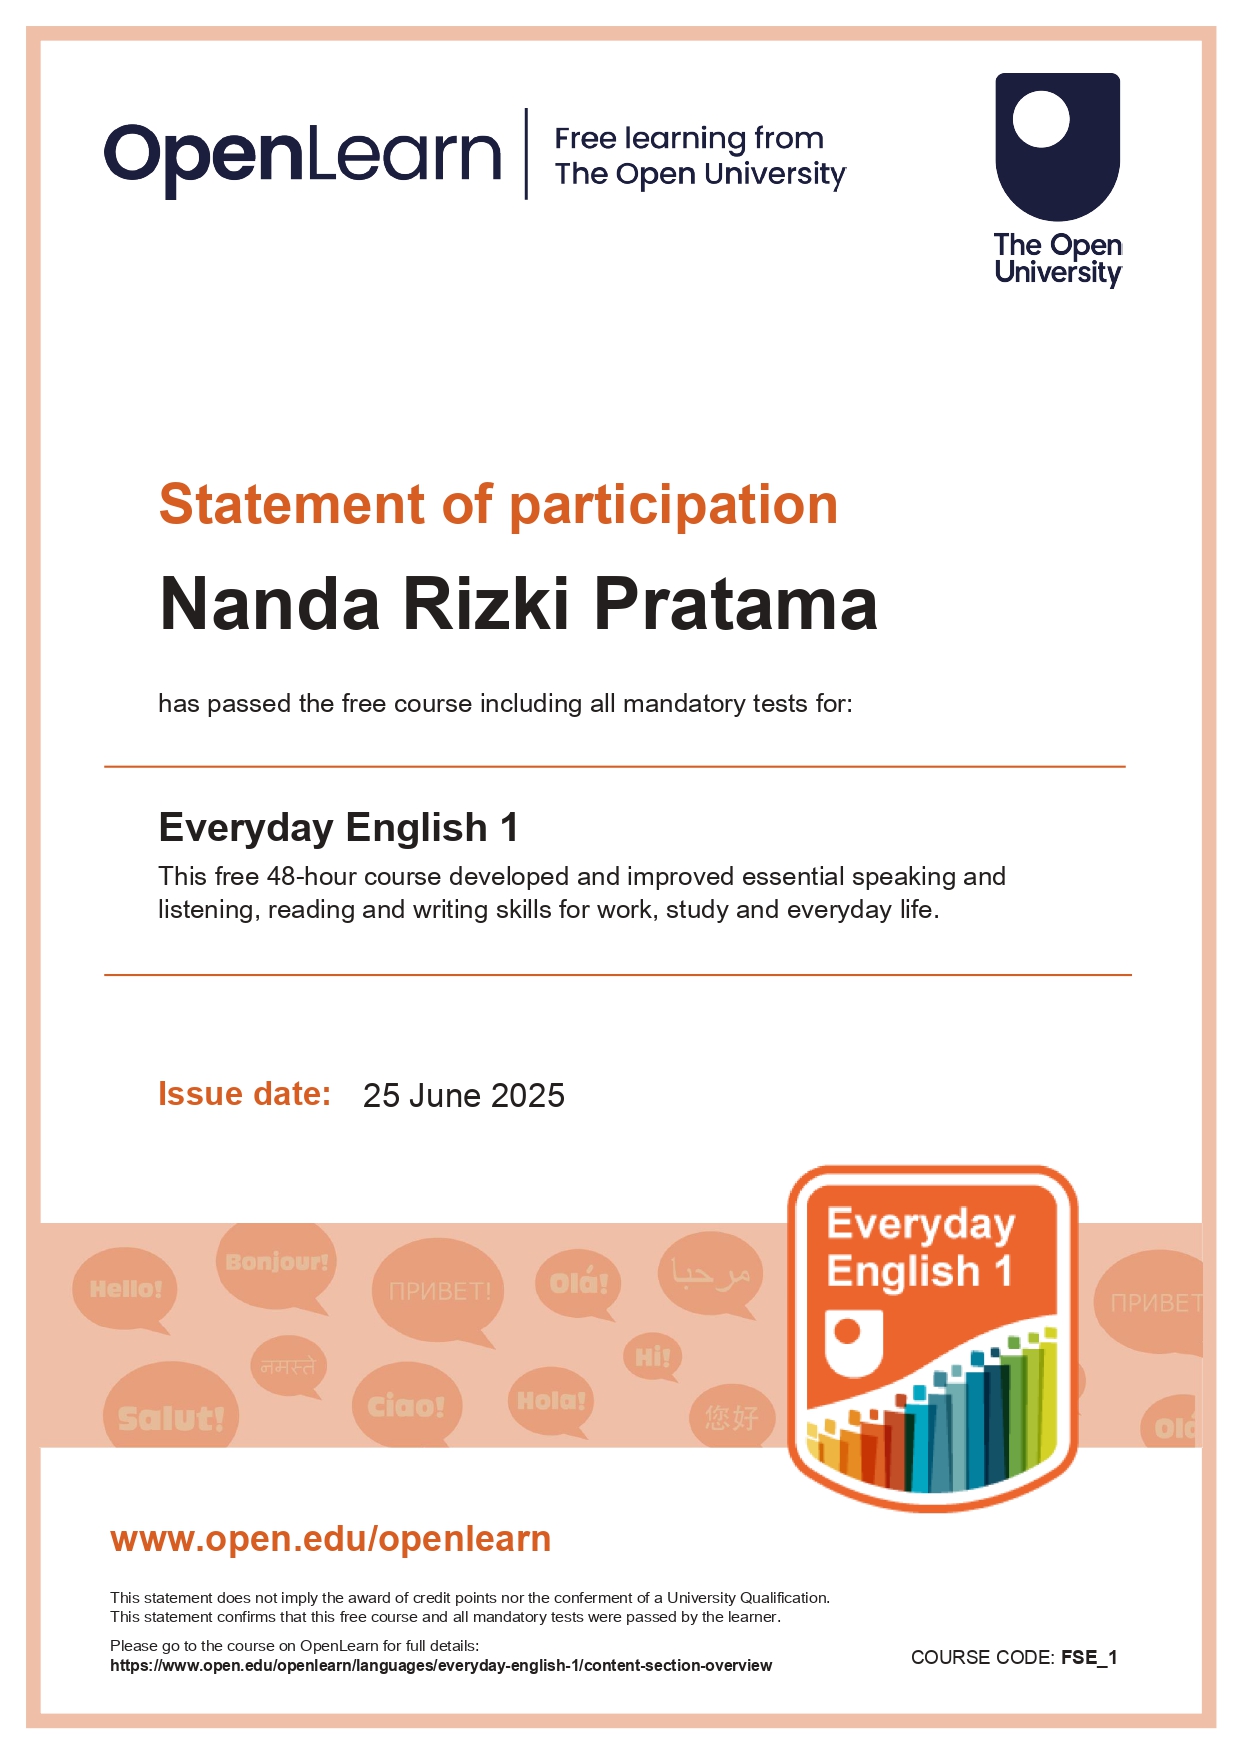 OpenLearn
Free learning from
The Open University
The Open
University
Statement of participation
Nanda Rizki Pratama
has passed the free course including all mandatory tests for:
Everyday English 1
This free 48-hour course developed and improved essential speaking and
listening, reading and writing skills for work, study and everyday life.
Issue date: 25 June 2025
Everyday
English 1
Hello!
Bonjour!
ПРИВЕТ!
Olá!
مرحبا
ПРИВЕТ
नमस्ते
Hi!
Salut!
Ciao!
Hola!
您好
Olá
www.open.edu/openlearn
This statement does not imply the award of credit points nor the conferment of a University Qualification.
This statement confirms that this free course and all mandatory tests were passed by the learner.
Please go to the course on OpenLearn for full details:
https://www.open.edu/openlearn/languages/everyday-english-1/content-section-overview
COURSE CODE: FSE_1